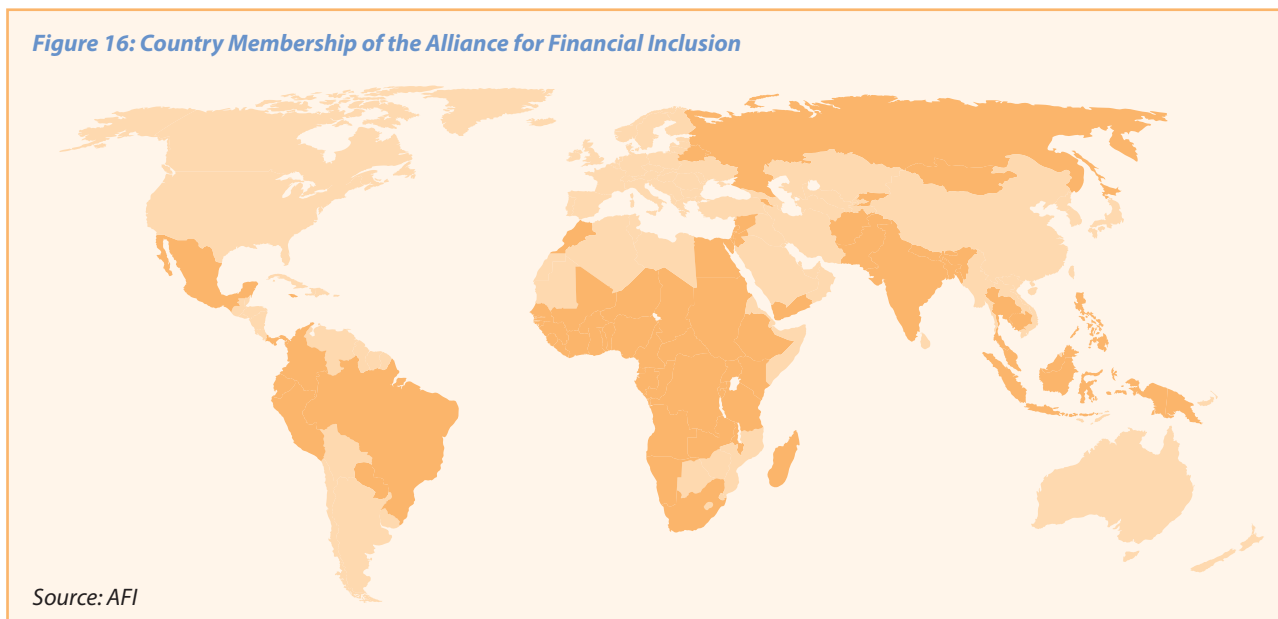 Figure 16: Country Membership of the Alliance for Financial Inclusion
Source: AFI